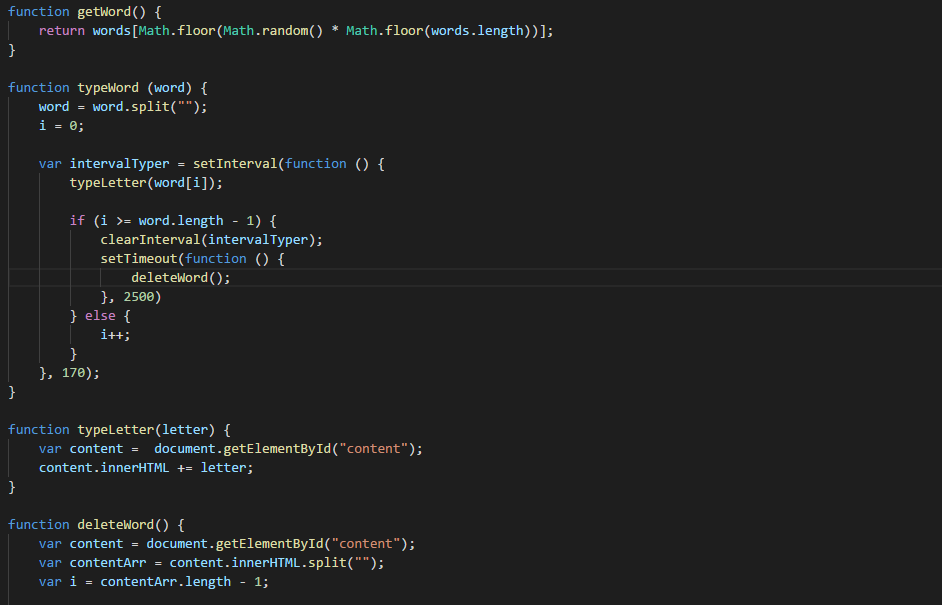 function getWord() {
    return words[Math.floor(Math.random() * Math.floor(words.length))];
}

function typeWord (word) {
    word = word.split("");
    i = 0;

    var intervalTyper = setInterval(function () {
        typeLetter(word[i]);

        if (i >= word.length - 1) {
            clearInterval(intervalTyper);
            setTimeout(function () {
                deleteWord();
            }, 2500)
        } else {
            i++;
        }
    }, 170);
}

function typeLetter(letter) {
    var content =  document.getElementById("content");
    content.innerHTML += letter;
}

function deleteWord() {
    var content = document.getElementById("content");
    var contentArr = content.innerHTML.split("");
    var i = contentArr.length - 1;